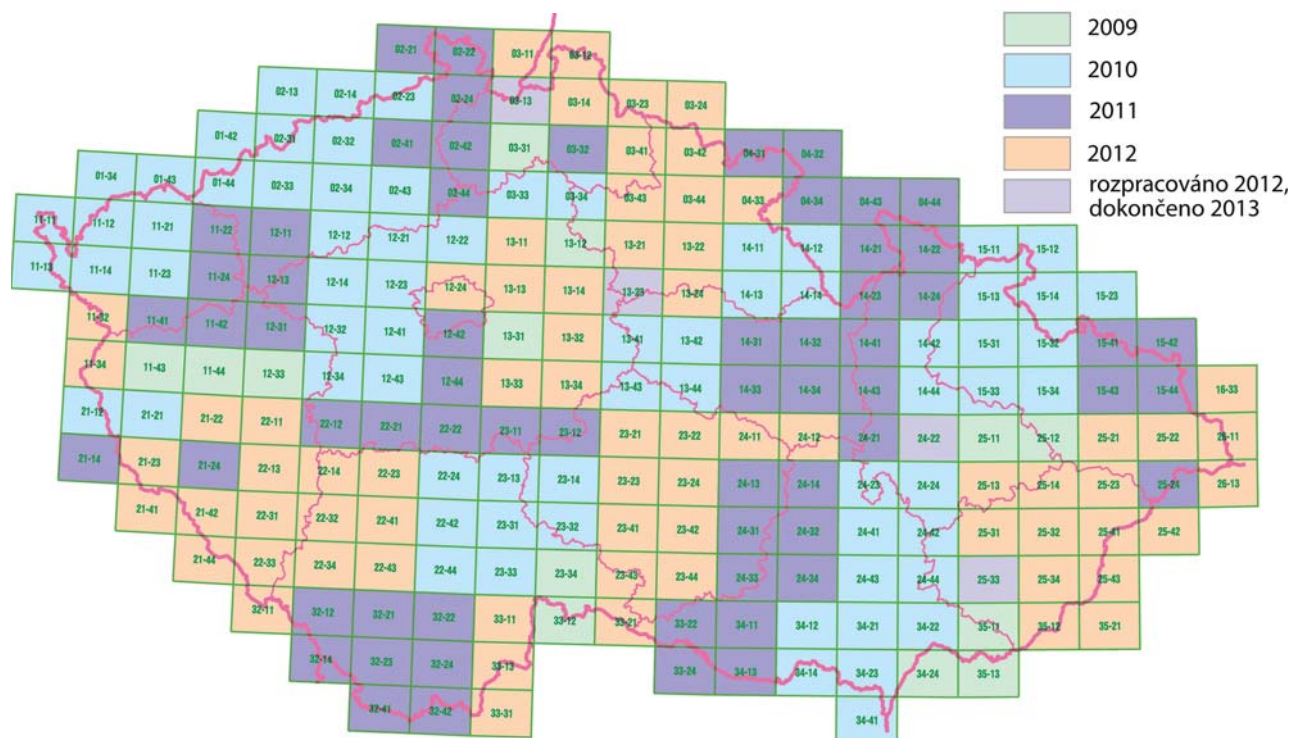 2009
2010
2011
2012
rozpracováno 2012,
dokončeno 2013
02-21 02-22 03-11 03-12
02-13 02-14 02-23 02-24 03-13 03-14 03-23 03-24
01-42 02-31 02-32 02-41 02-42 03-31 03-32 03-41 03-42 04-31 04-32
01-34 01-43 01-44 02-33 02-34 02-43 02-44 03-33 03-34 03-43 03-44 04-33 04-34 04-43 04-44
11-11 11-12 11-21 11-22 12-11 12-12 12-21 12-22 13-11 13-12 13-21 13-22 14-11 14-12 14-21 14-22 15-11 15-12
11-13 11-14 11-23 11-24 12-13 12-14 12-23 12-24 13-13 13-14 13-23 13-24 14-13 14-14 14-23 14-24 15-13 15-14 15-23
11-32 11-41 11-42 12-31 12-32 12-41 12-42 13-31 13-32 13-41 13-42 14-31 14-32 14-41 14-42 15-31 15-32 15-41 15-42
11-34 11-43 11-44 12-33 12-34 12-43 12-44 13-33 13-34 13-43 13-44 14-33 14-34 14-43 14-44 15-33 15-34 15-43 15-44 16-33
21-12 21-21 21-22 22-11 22-12 22-21 22-22 23-11 23-12 23-21 23-22 24-11 24-12 24-21 24-22 25-11 25-12 25-21 25-22 26-11
21-14 21-23 21-24 22-13 22-14 22-23 22-24 23-13 23-14 23-23 23-24 24-13 24-14 24-23 24-24 25-13 25-14 25-23 25-24 26-13
21-41 21-42 22-31 22-32 22-41 22-42 23-31 23-32 23-41 23-42 24-31 24-32 24-41 24-42 25-31 25-32 25-41 25-42
21-44 22-33 22-34 22-43 22-44 23-33 23-34 23-43 23-44 24-33 24-34 24-43 24-44 25-33 25-34 25-43
32-11 32-12 32-21 32-22 33-11 33-12 33-21 33-22 34-11 34-12 34-21 34-22 35-11 35-12 35-21
32-14 32-23 32-24 33-13 33-24 34-13 34-14 34-23 34-24 35-13
32-41 32-42 33-31 34-41